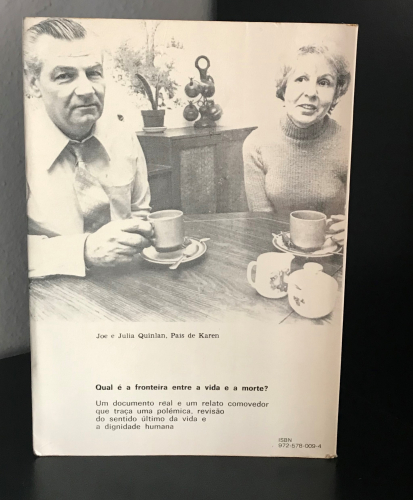 Joe e Julia Quinlan, Pais de Karen
Qual é a fronteira entre a vida e a morte?
Um documento real e um relato comovedor
que traça uma polémica, revisão
do sentido último da vida e
a dignidade humana
ISBN
972-578-009-4